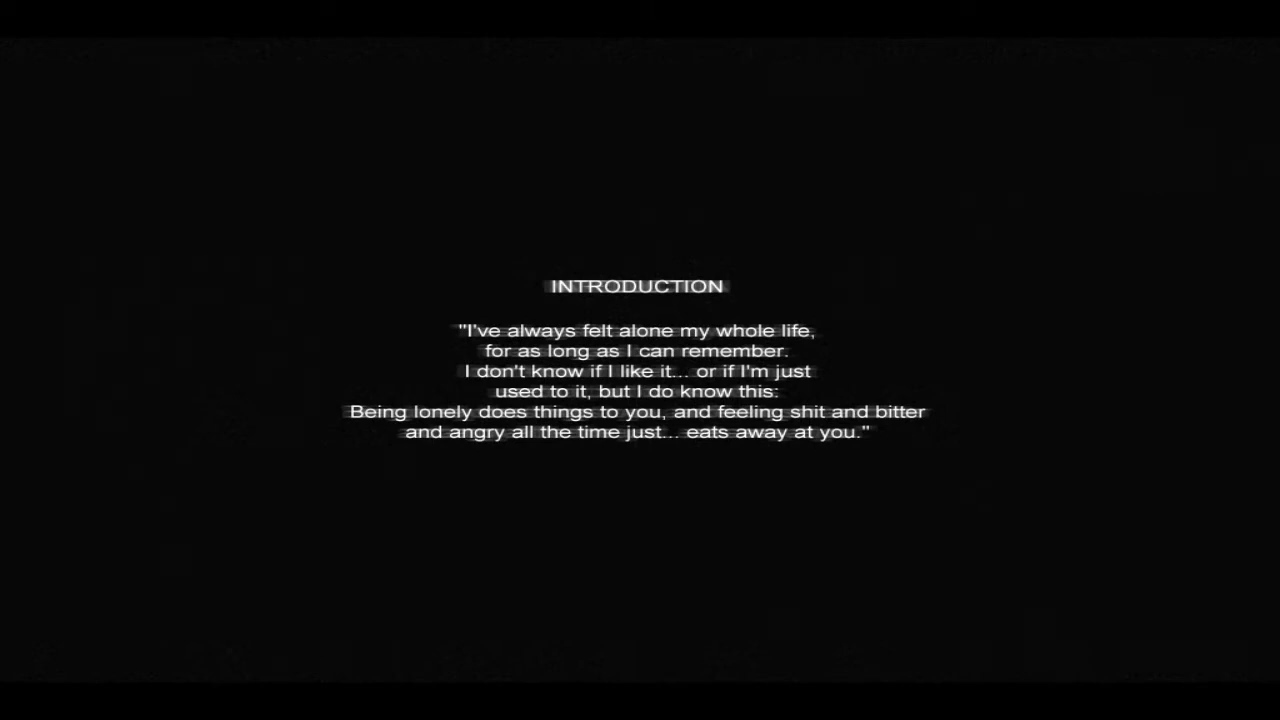 INTRODUCTION
"I've always felt alone my whole life,
for as long as I can remember.
I don't know if I like it... or if I'm just
used to it, but I do know this:
Being lonely does things to you, and feeling shit and bitter
and angry all the time just... eats away at you."